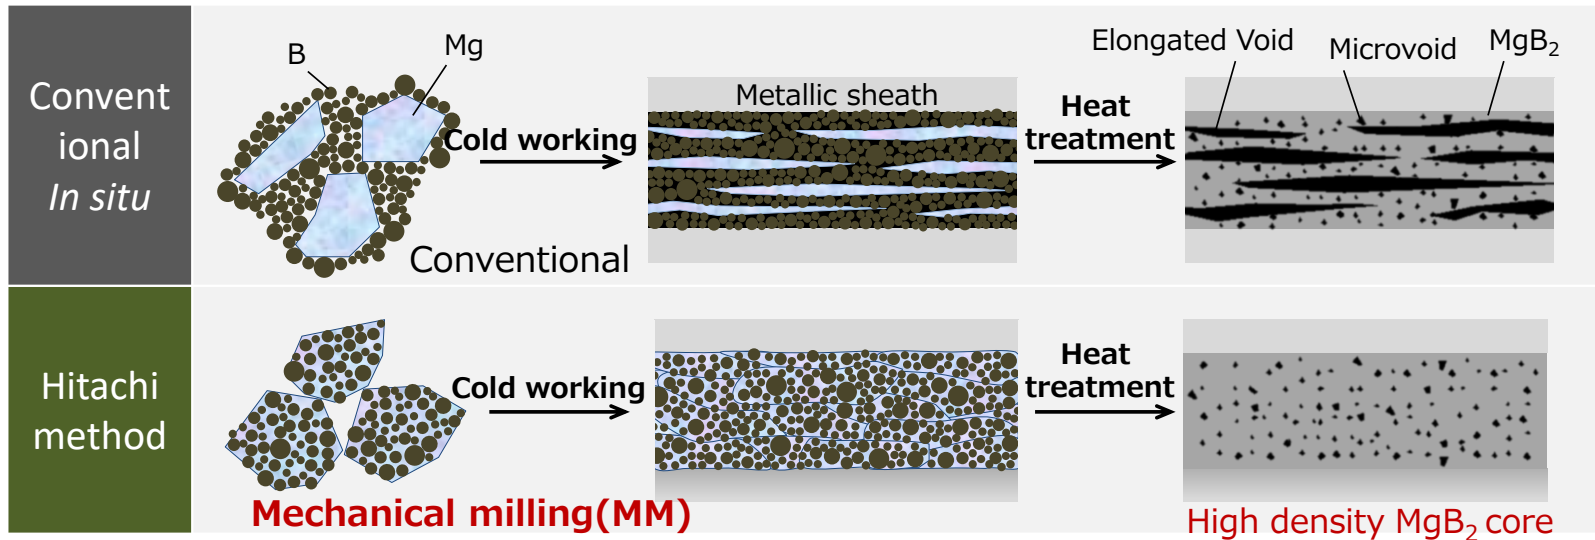 Convent
ional
In situ
B
Mg
Conventional
Cold working
Metallic sheath
Heat
treatment
Elongated Void
Microvoid
MgB₂
Hitachi
method
Mechanical milling(MM)
Cold working
Heat
treatment
High density MgB₂ core